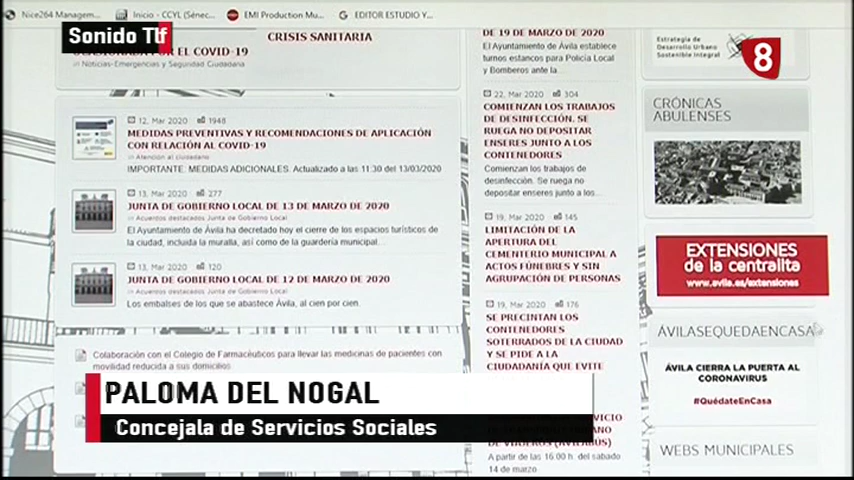 Nice264 Managem...
Inicio - CCYL (Sénec...
EMI Production Mu...
EDITOR ESTUDIO Y...
Sonido Tlf
8
POR EL COVID-19
CRISIS SANITARIA
in Noticias-Emergencias y Seguridad Ciudadana
12, Mar 2020 1948
MEDIDAS PREVENTIVAS Y RECOMENDACIONES DE APLICACIÓN
CON RELACIÓN AL COVID-19
in Atención al ciudadano
IMPORTANTE. MEDIDAS ADICIONALES. Actualizado a las 11:30 del 13/03/2020
13, Mar 2020 277
JUNTA DE GOBIERNO LOCAL DE 13 DE MARZO DE 2020
in Acuerdos destacados Junta de Gobierno Local
El Ayuntamiento de Ávila ha decretado hoy el cierre de los espacios turísticos de
la ciudad, incluida la muralla, así como de la guardería municipal...
13, Mar 2020 120
JUNTA DE GOBIERNO LOCAL DE 12 DE MARZO DE 2020
in Acuerdos destacados Junta de Gobierno Local
Los embalses de los que se abastece Ávila, al cien por cien.
Colaboración con el Colegio de Farmacéuticos para llevar las medicinas de pacientes con
movilidad reducida a sus domicilios
DE 19 DE MARZO DE
2020
El Ayuntamiento de Ávila establece
turnos estancos para Policía Local
y Bomberos ante la...
22, Mar 2020 304
COMIENZAN LOS TRABAJOS
DE DESINFECCIÓN. SE
RUEGA NO DEPOSITAR
ENSERES JUNTO A LOS
CONTENEDORES
Comienzan los trabajos de
desinfección. Se ruega no
depositar enseres junto a los...
19, Mar 2020 145
LIMITACIÓN DE LA
APERTURA DEL
CEMENTERIO MUNICIPAL A
ACTOS FÚNEBRES Y SIN
AGRUPACIÓN DE PERSONAS
19, Mar 2020 176
SE PRECINTAN LOS
CONTENEDORES
SOTERRADOS DE LA CIUDAD
Y SE PIDE A LA
CIUDADANÍA QUE EVITE
A partir de las 16:00 h. del sábado
14 de marzo
Estrategia de
Desarrollo Urbano
Sostenible Integral
CRÓNICAS
ABULENSES
EXTENSIONES
de la centralita
www.avila.es/extensiones
ÁVILASEQUEDAENCASA
ÁVILA CIERRA LA PUERTA AL
CORONAVIRUS
#QuédateEnCasa
WEBS MUNICIPALES
PALOMA DEL NOGAL
Concejala de Servicios Sociales